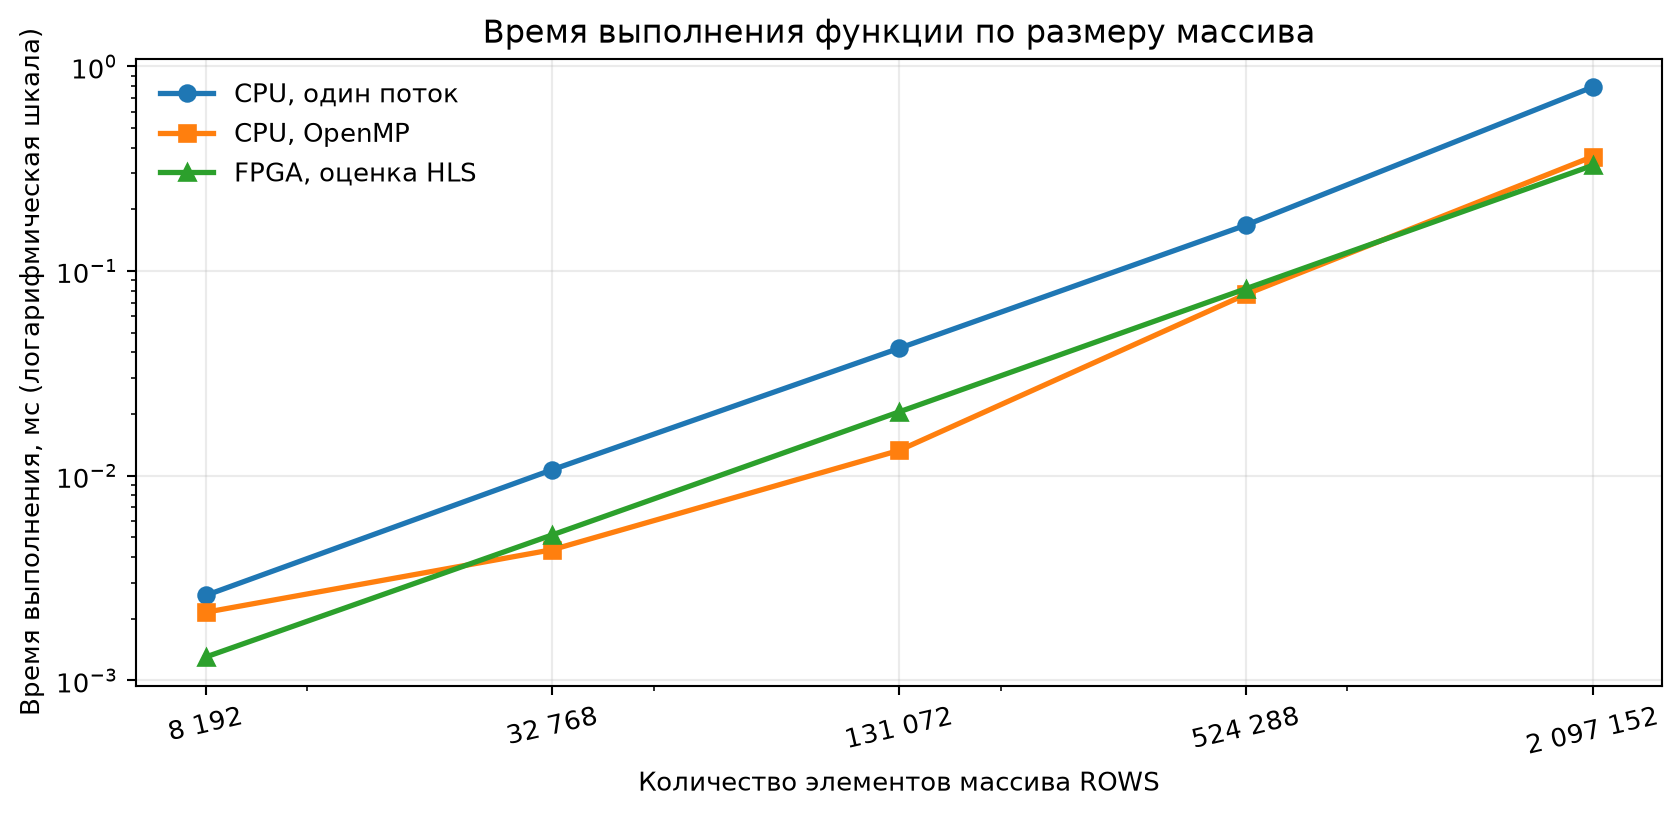 Время выполнения функции по размеру массива
Время выполнения, мс (логарифмическая шкала)
10⁰
10⁻¹
10⁻²
10⁻³
CPU, один поток
CPU, OpenMP
FPGA, оценка HLS
8 192
32 768
131 072
524 288
2 097 152
Количество элементов массива ROWS